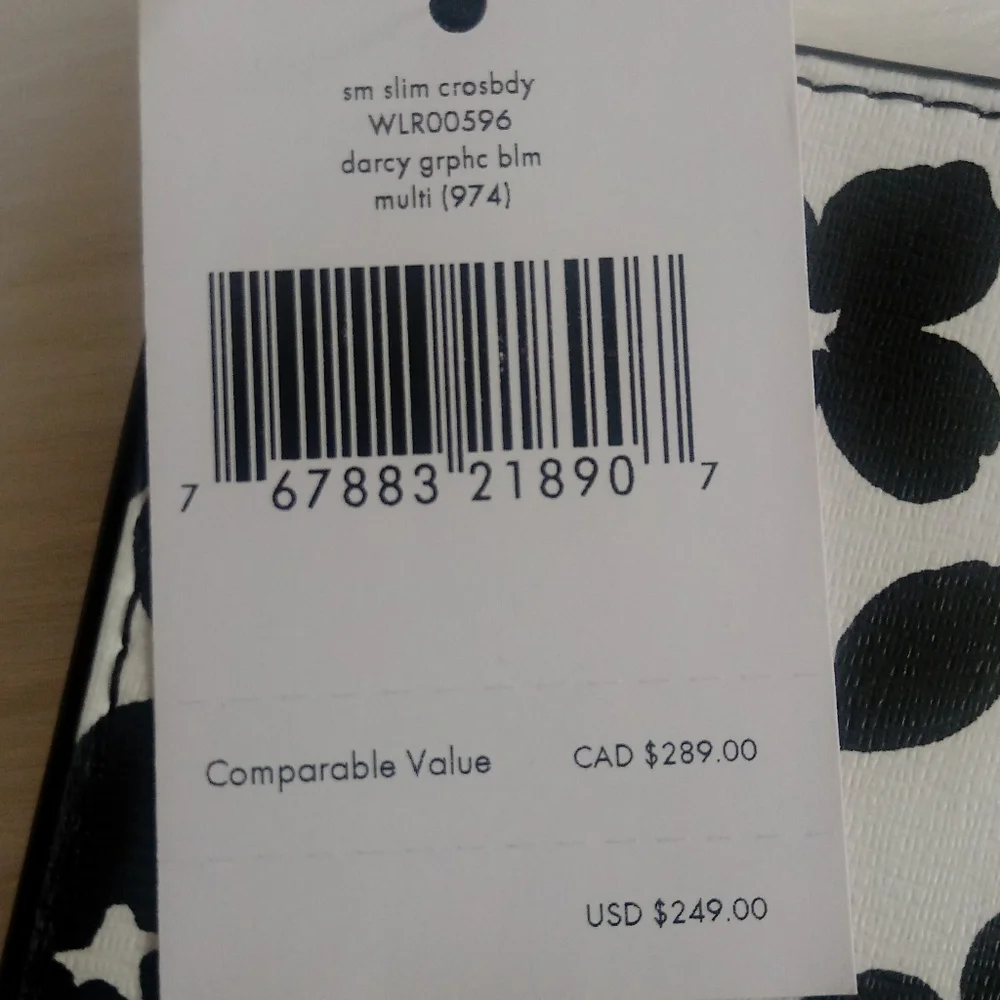 sm slim crosbdy
WLR00596
darcy grphc blm
multi (974)
7 67883 21890 7
Comparable Value CAD $289.00
USD $249.00